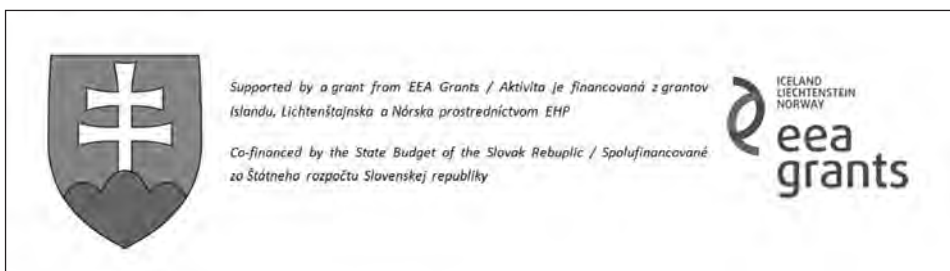 Supported by a grant from EEA Grants / Aktivita je financovaná z grantov
Islandu, Lichtenštajnska a Nórska prostredníctvom EHP
Co-financed by the State Budget of the Slovak Rebuplic / Spolufinancované
zo Štátneho rozpočtu Slovenskej republiky
ICELAND
LIECHTENSTEIN
NORWAY
eea
grants